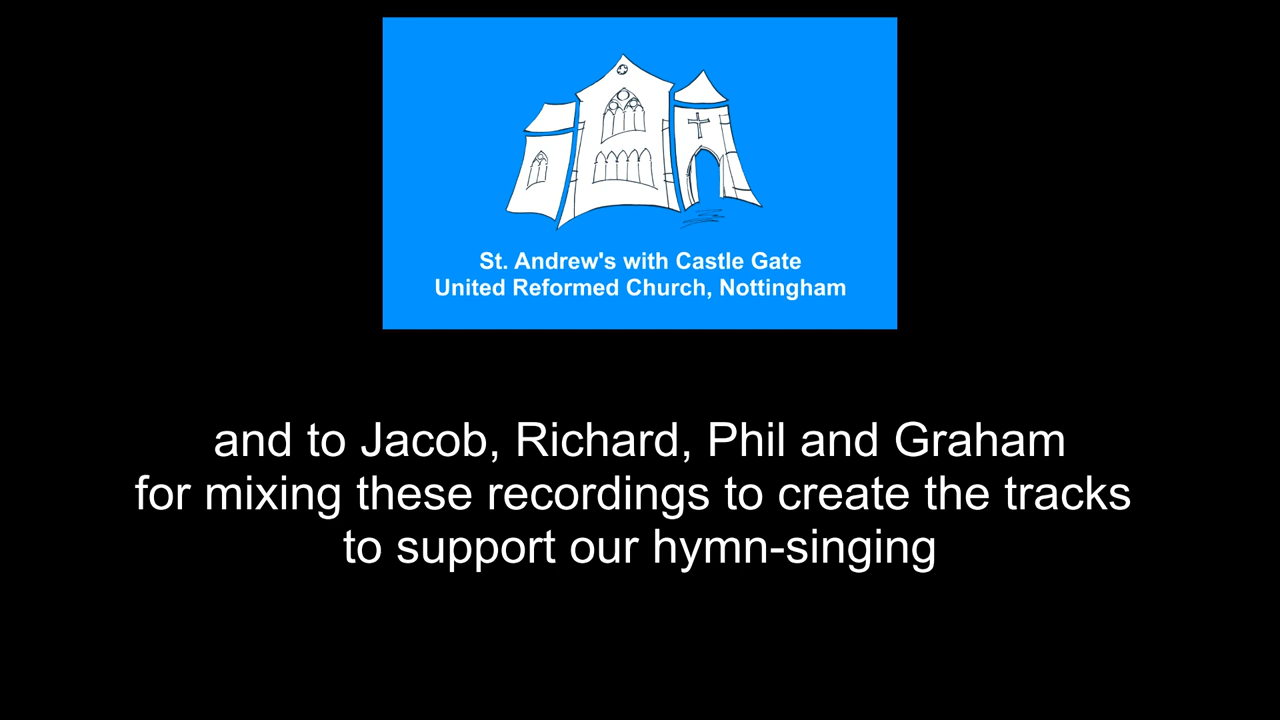 St. Andrew's with Castle Gate
United Reformed Church, Nottingham
and to Jacob, Richard, Phil and Graham
for mixing these recordings to create the tracks
to support our hymn-singing